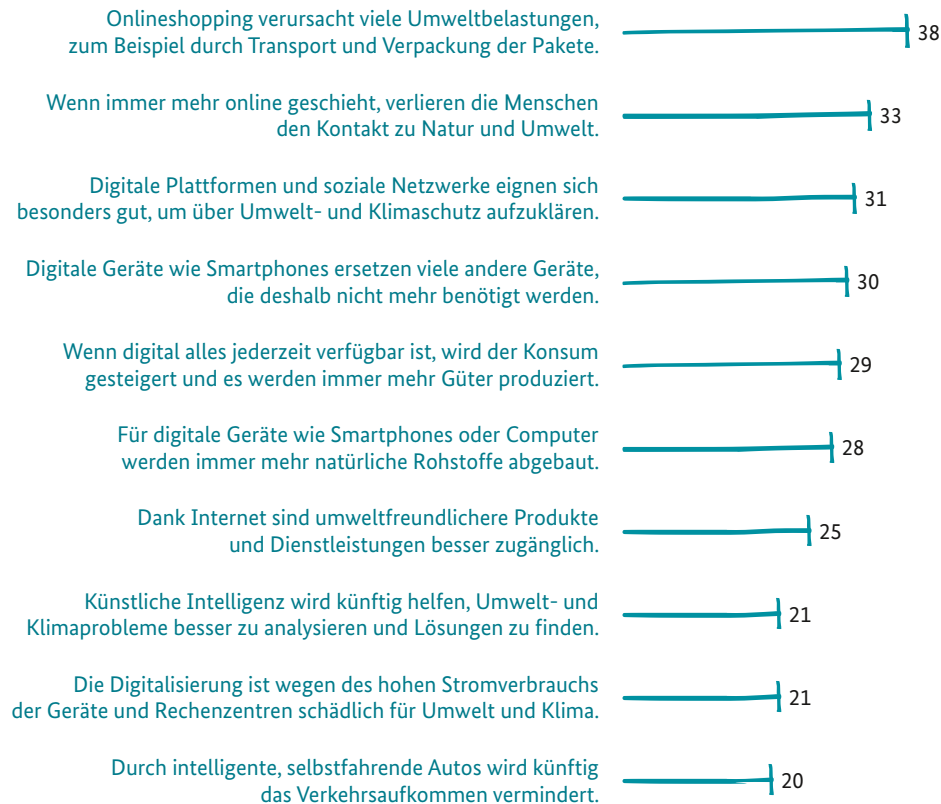 Onlineshopping verursacht viele Umweltbelastungen,
zum Beispiel durch Transport und Verpackung der Pakete.
38
Wenn immer mehr online geschieht, verlieren die Menschen
den Kontakt zu Natur und Umwelt.
33
Digitale Plattformen und soziale Netzwerke eignen sich
besonders gut, um über Umwelt- und Klimaschutz aufzuklären.
31
Digitale Geräte wie Smartphones ersetzen viele andere Geräte,
die deshalb nicht mehr benötigt werden.
30
Wenn digital alles jederzeit verfügbar ist, wird der Konsum
gesteigert und es werden immer mehr Güter produziert.
29
Für digitale Geräte wie Smartphones oder Computer
werden immer mehr natürliche Rohstoffe abgebaut.
28
Dank Internet sind umweltfreundlichere Produkte
und Dienstleistungen besser zugänglich.
25
Künstliche Intelligenz wird künftig helfen, Umwelt- und
Klimaprobleme besser zu analysieren und Lösungen zu finden.
21
Die Digitalisierung ist wegen des hohen Stromverbrauchs
der Geräte und Rechenzentren schädlich für Umwelt und Klima.
21
Durch intelligente, selbstfahrende Autos wird künftig
das Verkehrsaufkommen vermindert.
20